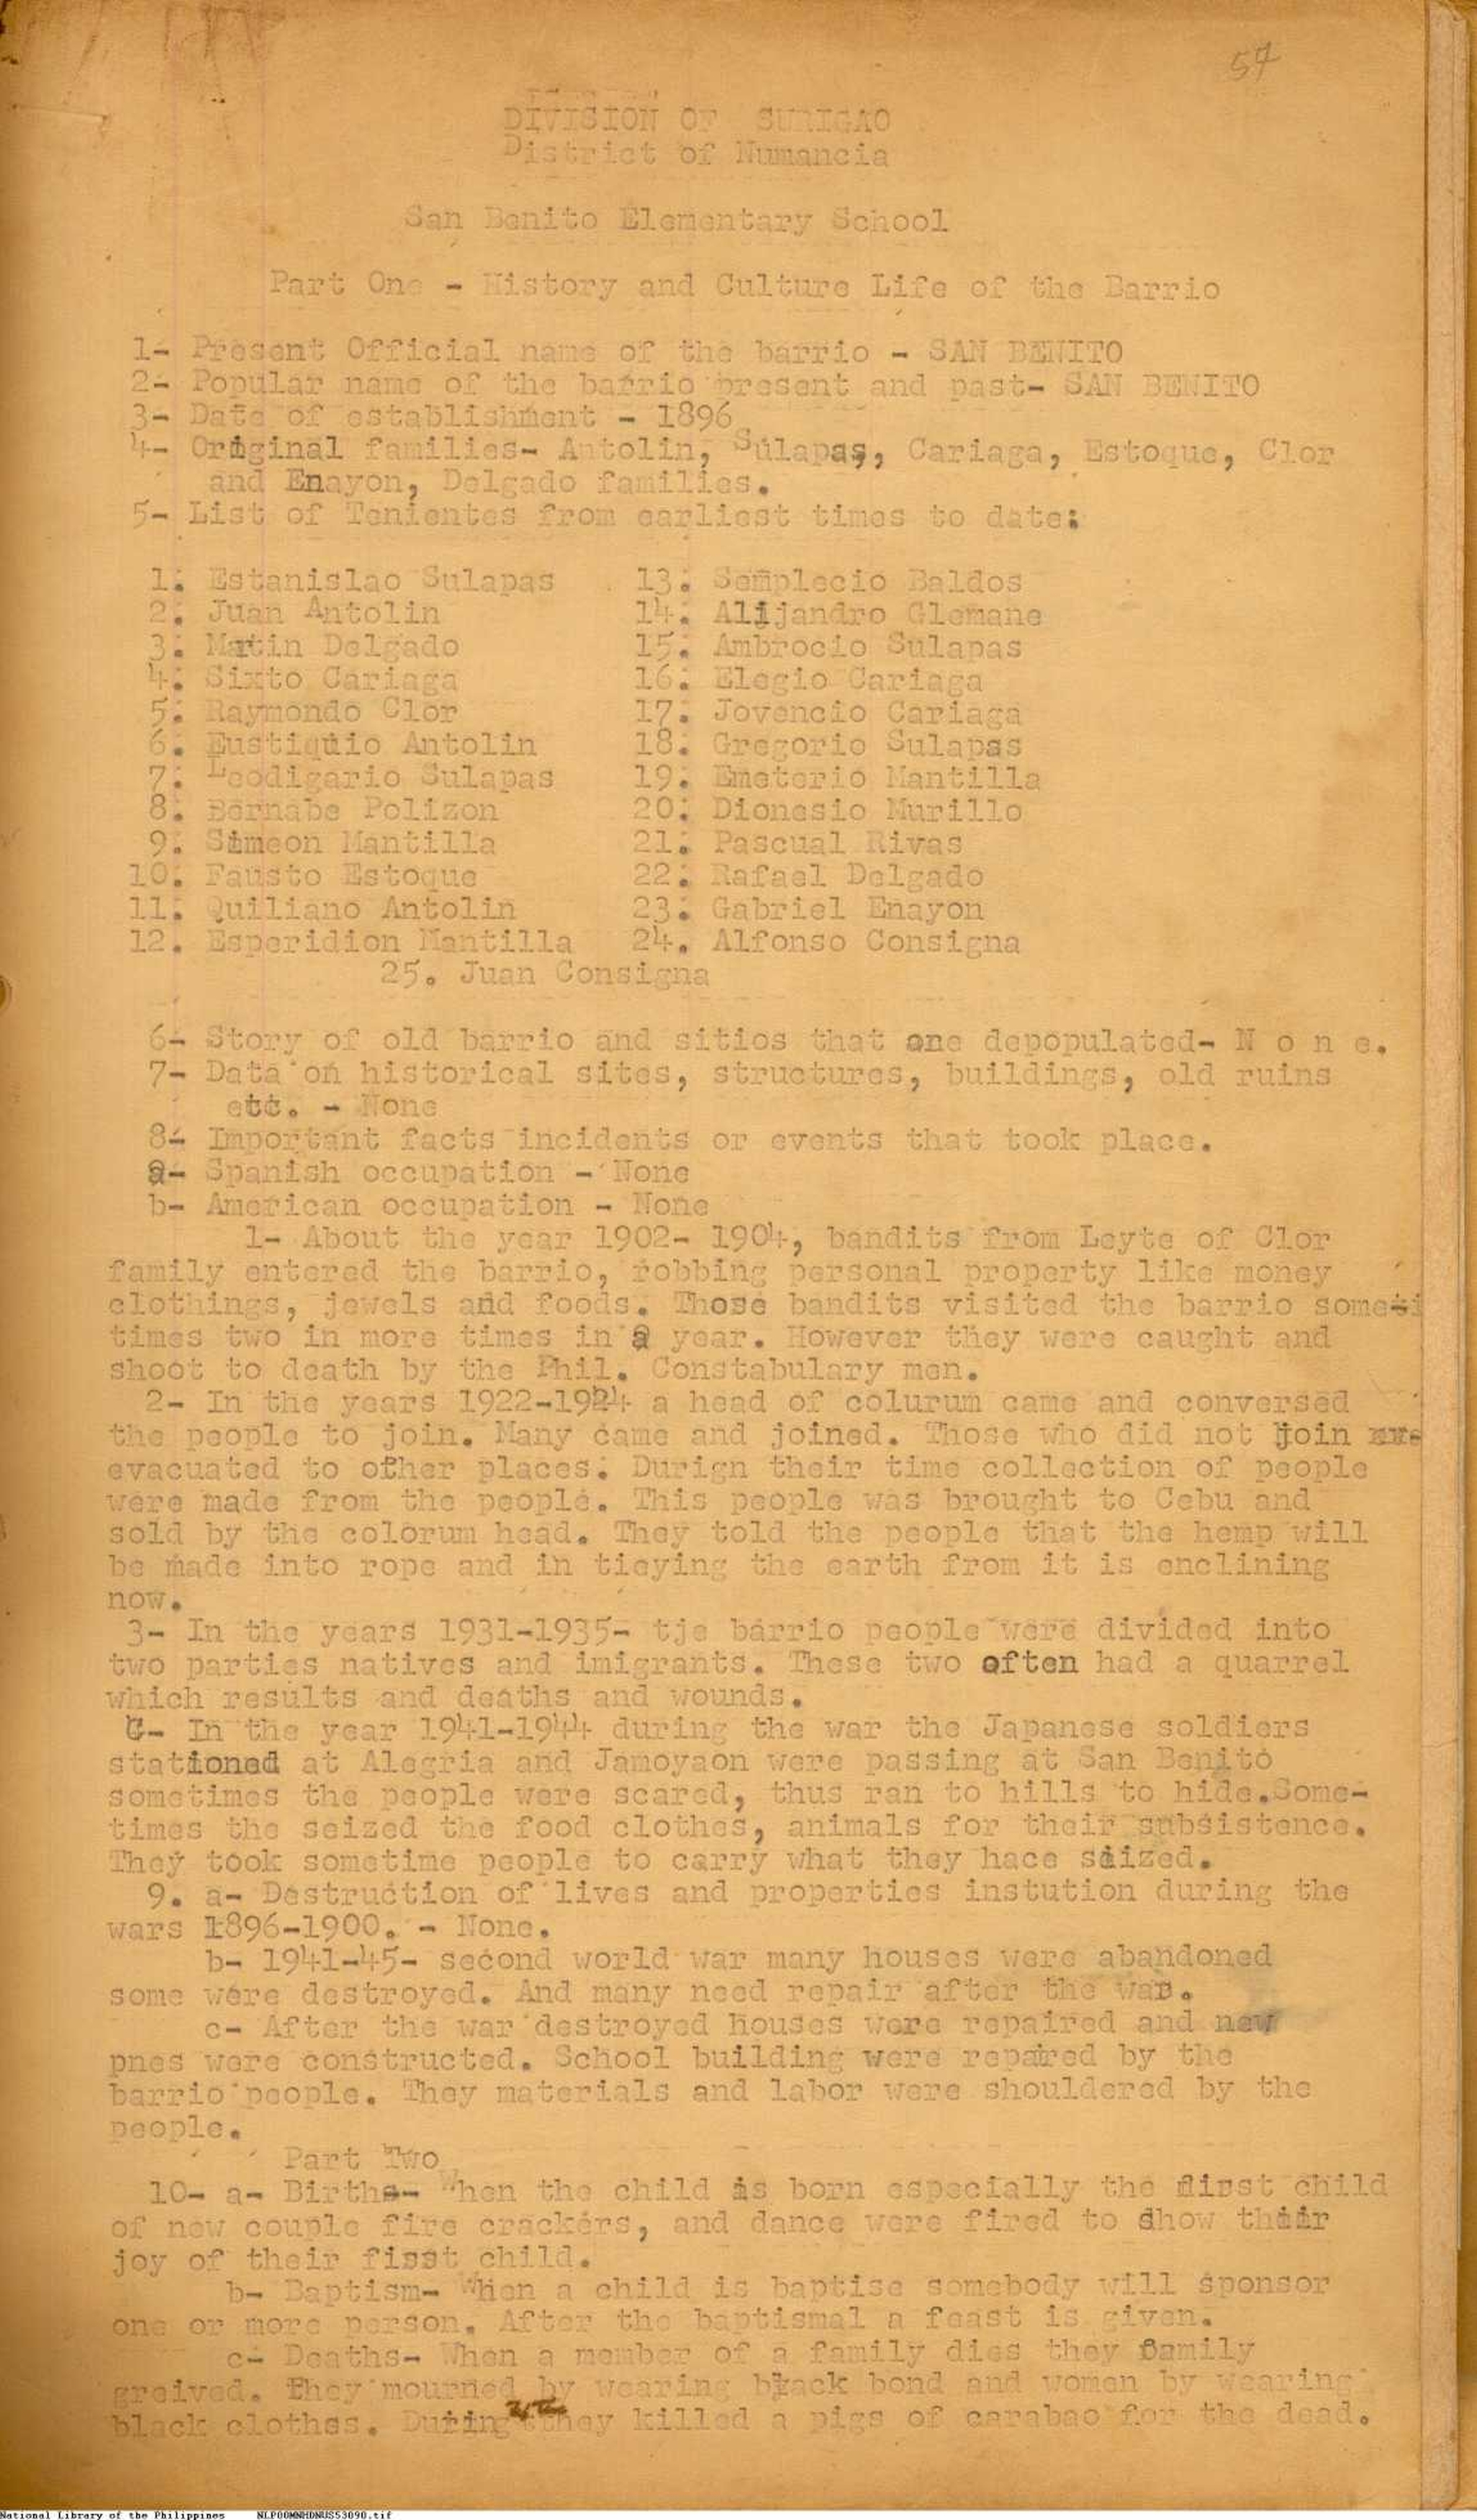 57
DIVISION OF SURIGAO
District of Numancia
San Benito Elementary School
Part One - History and Culture Life of the Barrio
1- Present Official name of the barrio - SAN BENITO
2- Popular name of the barrio present and past- SAN BENITO
3- Date of establishment - 1896
4- Original families- Antolin, Sulapas, Cariaga, Estoque, Clor
and Enayon, Delgado families.
5- List of Tenientes from earliest times to date:
1. Estanislao Sulapas 13. Semplecio Baldos
2. Juan Antolin 14. Alijandro Glemane
3. Matin Delgado 15. Ambrocio Sulapas
4. Sixto Cariaga 16. Elegio Cariaga
5. Raymondo Clor 17. Jovencio Cariaga
6. Eustiquio Antolin 18. Gregorio Sulapas
7. Leodigario Sulapas 19. Emeterio Mantilla
8. Bernabe Polizon 20. Dionesio Murillo
9. Simeon Mantilla 21. Pascual Rivas
10. Fausto Estoque 22. Rafael Delgado
11. Quiliano Antolin 23. Gabriel Enayon
12. Esperidion Mantilla 24. Alfonso Consigna
25. Juan Consigna
6- Story of old barrio and sitios that one depopulated- N o n e.
7- Data on historical sites, structures, buildings, old ruins
etc. - None
8- Important facts incidents or events that took place.
a- Spanish occupation - None
b- American occupation - None
1- About the year 1902- 1904, bandits from Leyte of Clor
family entered the barrio, robbing personal property like money
clothings, jewels and foods. Those bandits visited the barrio some-
times two in more times in a year. However they were caught and
shoot to death by the Phil. Constabulary men.
2- In the years 1922-1924 a head of colurum came and conversed
the people to join. Many came and joined. Those who did not join
evacuated to other places. Durign their time collection of people
were made from the people. This people was brought to Cebu and
sold by the colorum head. They told the people that the hemp will
be made into rope and in tieying the earth from it is enclining
now.
3- In the years 1931-1935- tje barrio people were divided into
two parties natives and imigrants. These two often had a quarrel
which results and deaths and wounds.
C- In the year 1941-1944 during the war the Japanese soldiers
stationed at Alegria and Jamoyaon were passing at San Benito
sometimes the people were scared, thus ran to hills to hide.Some-
times the seized the food clothes, animals for their subsistence.
They took sometime people to carry what they hace siized.
9. a- Destruction of lives and properties instution during the
wars 1896-1900. - None.
b- 1941-45- second world war many houses were abandoned
some were destroyed. And many need repair after the war.
c- After the war destroyed houses were repaired and new
pnes were constructed. School building were repaired by the
barrio people. They materials and labor were shouldered by the
people.
Part Two
10- a- Births- When the child is born especially the first child
of new couple fire crackers, and dance were fired to show their
joy of their first child.
b- Baptism- When a child is baptise somebody will sponsor
one or more person. After the baptismal a feast is given.
c- Deaths- When a member of a family dies they family
greived. They mourned by wearing black bond and women by wearing
black clothes. During they killed a pigs of carabao for the dead.
National Library of the Philippines NLP00MNHDNUS53090.tif